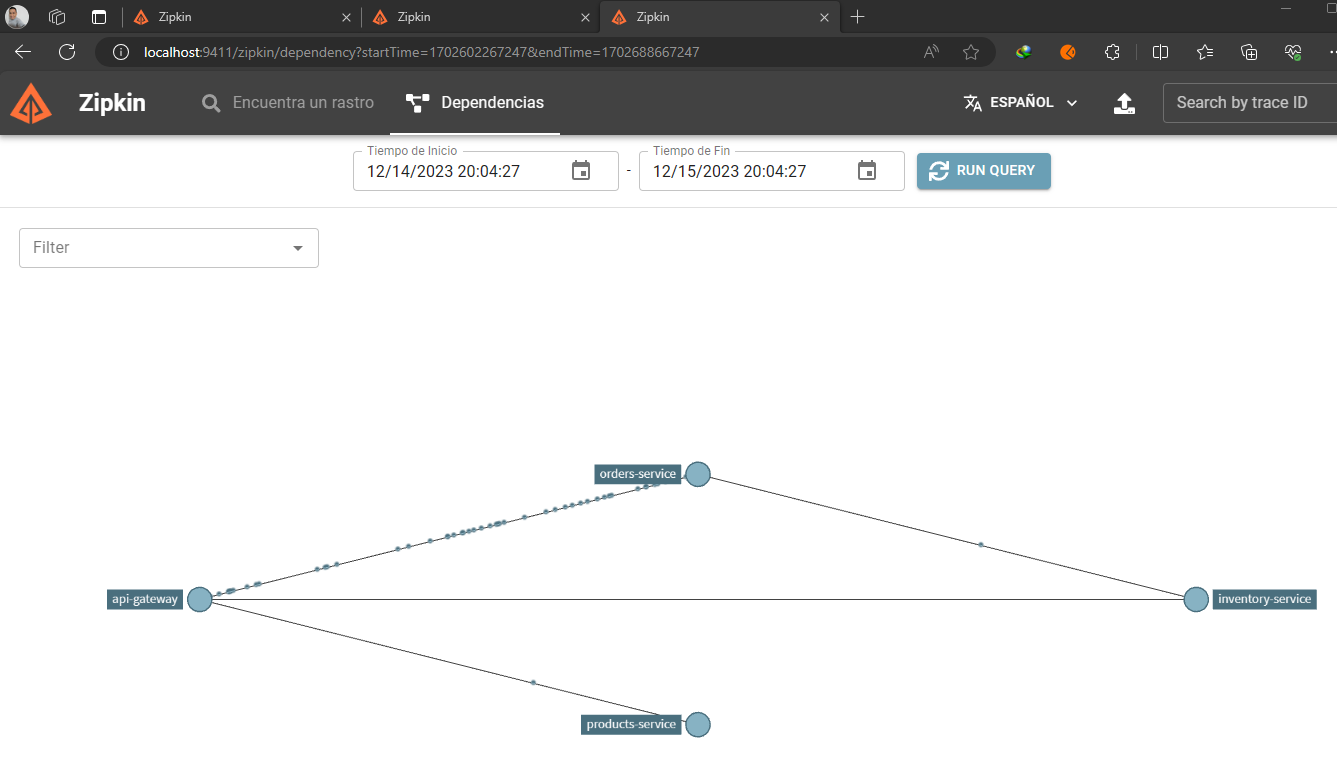 Zipkin
Zipkin
Zipkin
localhost:9411/zipkin/dependency?startTime=1702602267247&endTime=1702688667247
Zipkin
Encuentra un rastro
Dependencias
ESPAÑOL
Search by trace ID
Tiempo de Inicio
12/14/2023 20:04:27
-
Tiempo de Fin
12/15/2023 20:04:27
RUN QUERY
Filter
orders-service
api-gateway
inventory-service
products-service